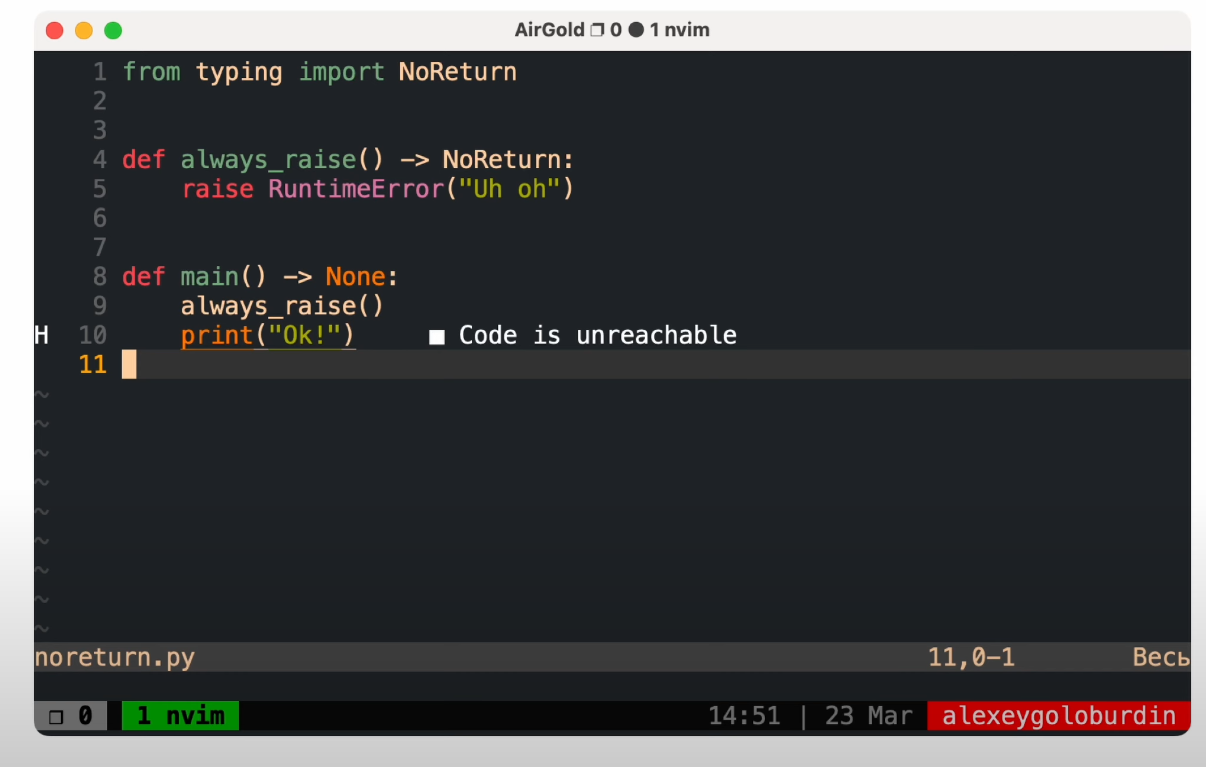 AirGold ❐ 0 ● 1 nvim
1 from typing import NoReturn
2
3
4 def always_raise() -> NoReturn:
5     raise RuntimeError("Uh oh")
6
7
8 def main() -> None:
9     always_raise()
H 10     print("Ok!")     ■ Code is unreachable
11
~
~
~
~
~
~
~
~
~
noreturn.py 11,0-1 Весь
❐ 0 1 nvim 14:51 | 23 Mar alexeygoloburdin